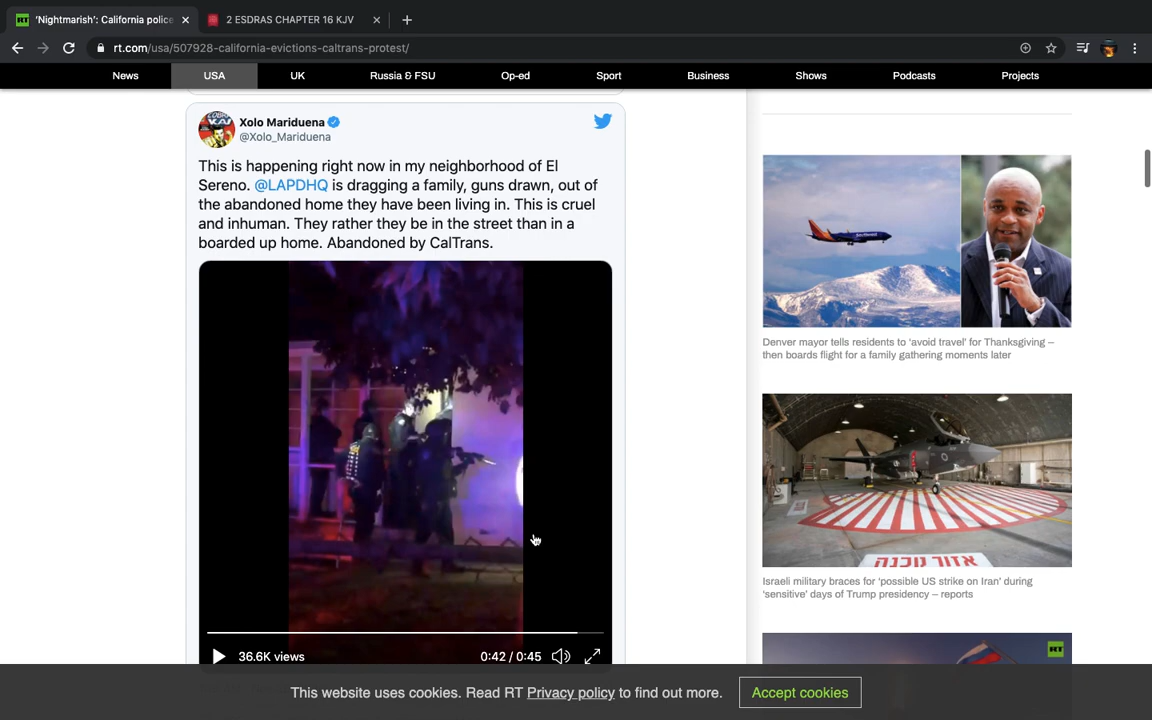 'Nightmarish': California police
2 ESDRAS CHAPTER 16 KJV
rt.com/usa/507928-california-evictions-caltrans-protest/
News USA UK Russia & FSU Op-ed Sport Business Shows Podcasts Projects
Xolo Mariduena
@Xolo_Mariduena
This is happening right now in my neighborhood of El
Sereno. @LAPDHQ is dragging a family, guns drawn, out of
the abandoned home they have been living in. This is cruel
and inhuman. They rather they be in the street than in a
boarded up home. Abandoned by CalTrans.
36.6K views
0:42 / 0:45
Denver mayor tells residents to 'avoid travel' for Thanksgiving –
then boards flight for a family gathering moments later
אזור סכנה
Israeli military braces for 'possible US strike on Iran' during
'sensitive' days of Trump presidency – reports
RT
This website uses cookies. Read RT Privacy policy to find out more.
Accept cookies